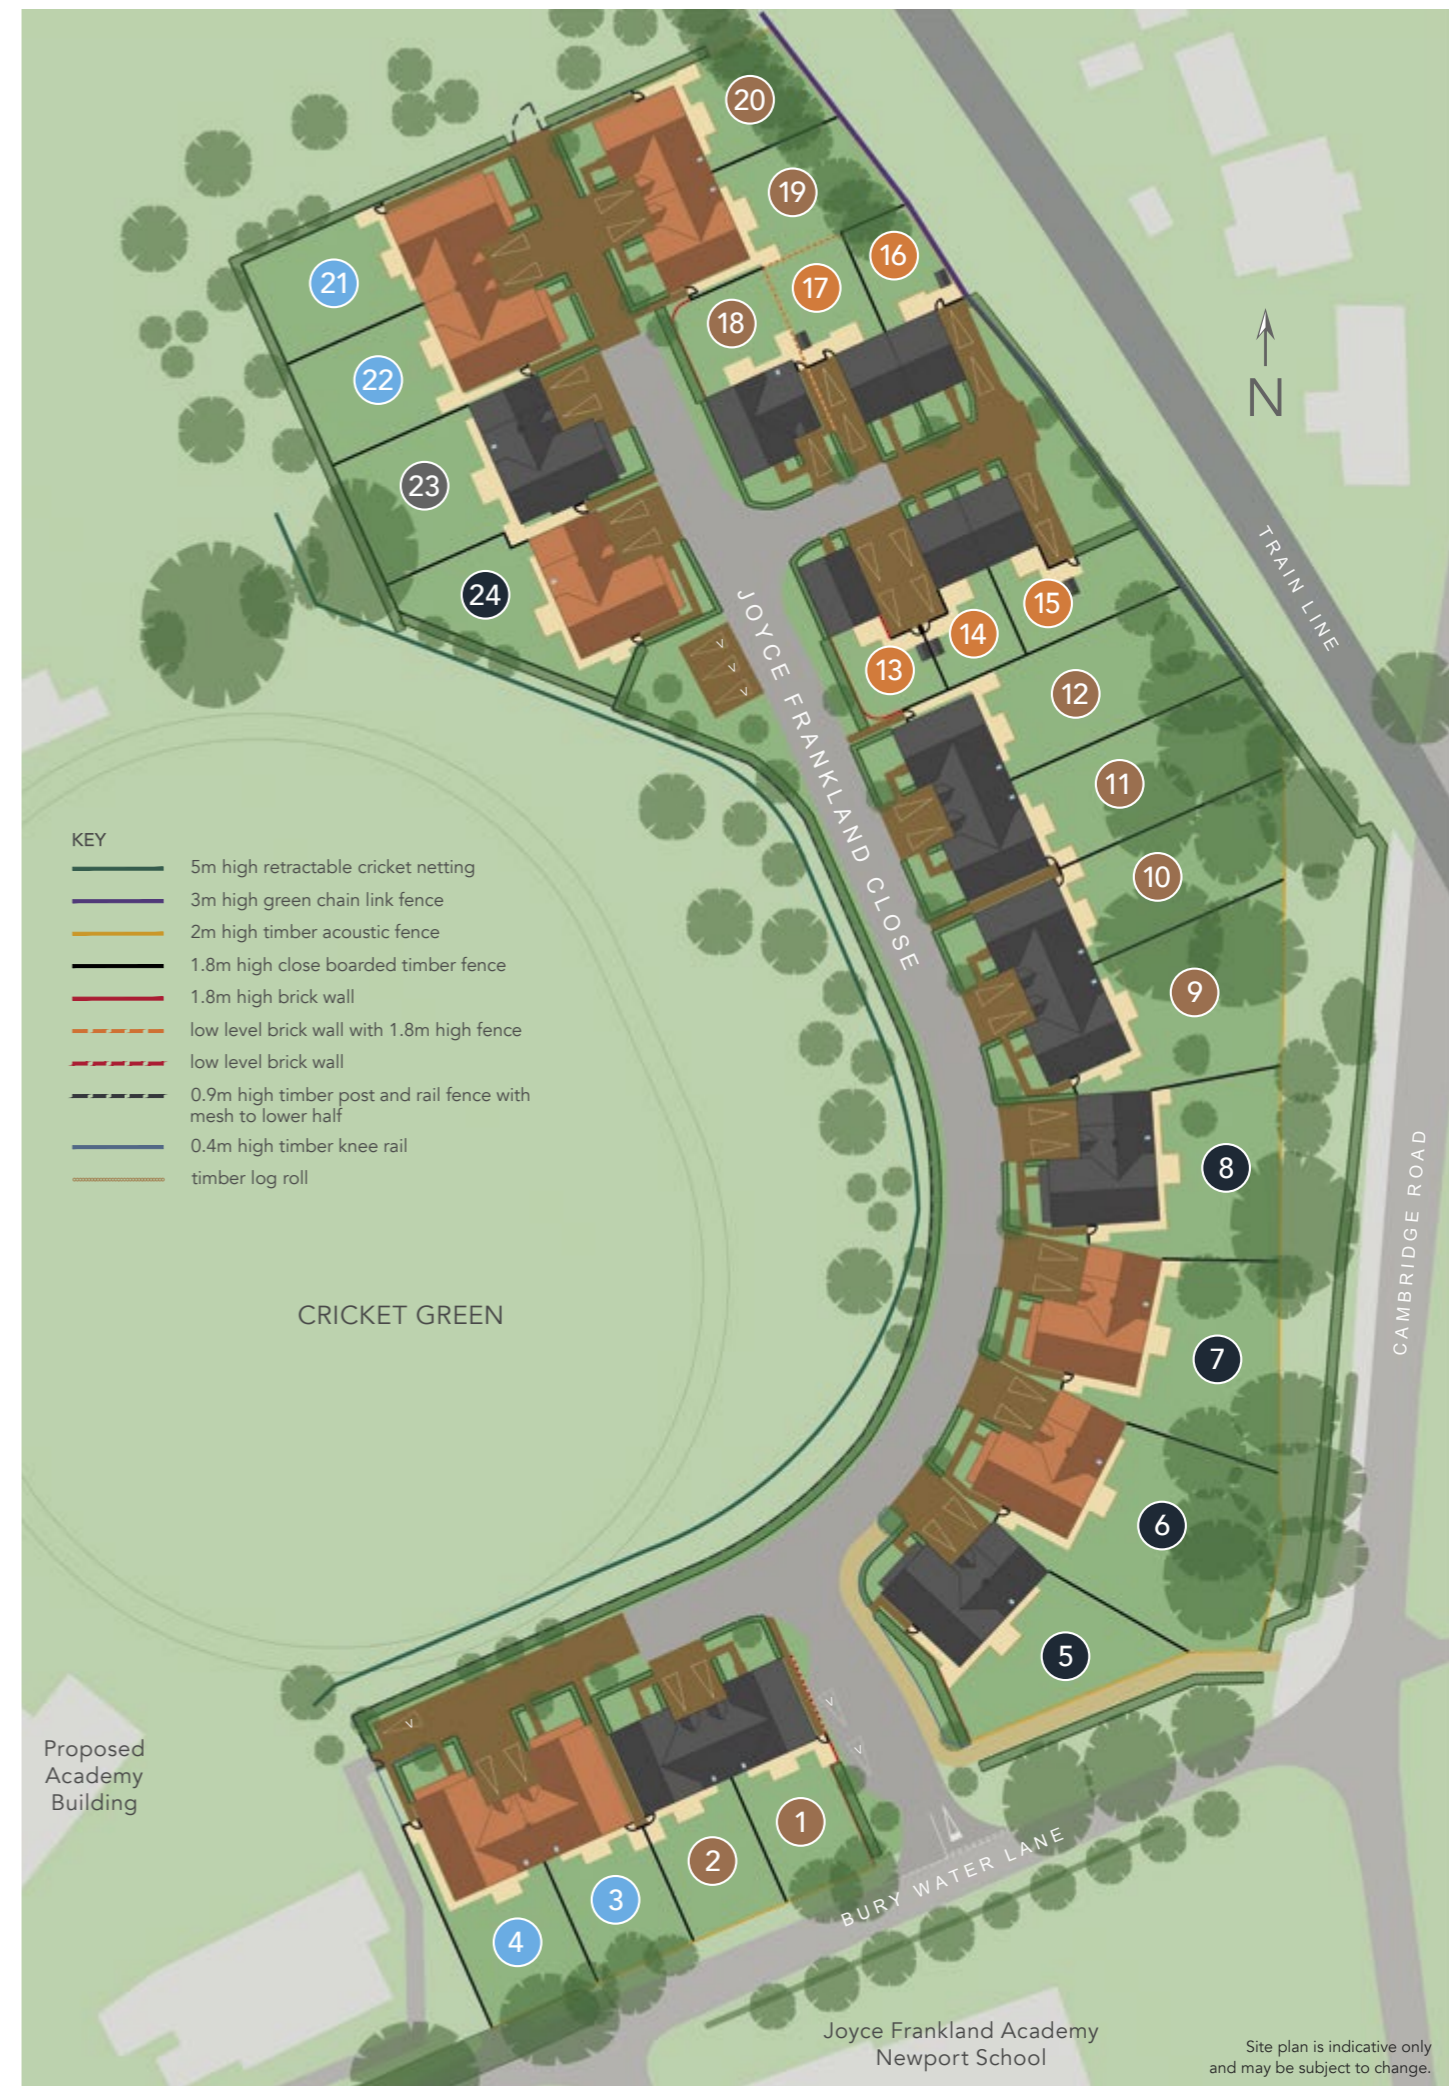 20
19
16
17
18
21
22
23
24
N
TRAIN LINE
JOYCE FRANKLAND CLOSE
15
14
13
12
11
10
9
8
7
6
5
KEY
5m high retractable cricket netting
3m high green chain link fence
2m high timber acoustic fence
1.8m high close boarded timber fence
1.8m high brick wall
low level brick wall with 1.8m high fence
low level brick wall
0.9m high timber post and rail fence with
mesh to lower half
0.4m high timber knee rail
timber log roll
CRICKET GREEN
CAMBRIDGE ROAD
V
V
V
V
V
V
Proposed
Academy
Building
1
2
3
4
BURY WATER LANE
Joyce Frankland Academy
Newport School
Site plan is indicative only
and may be subject to change.